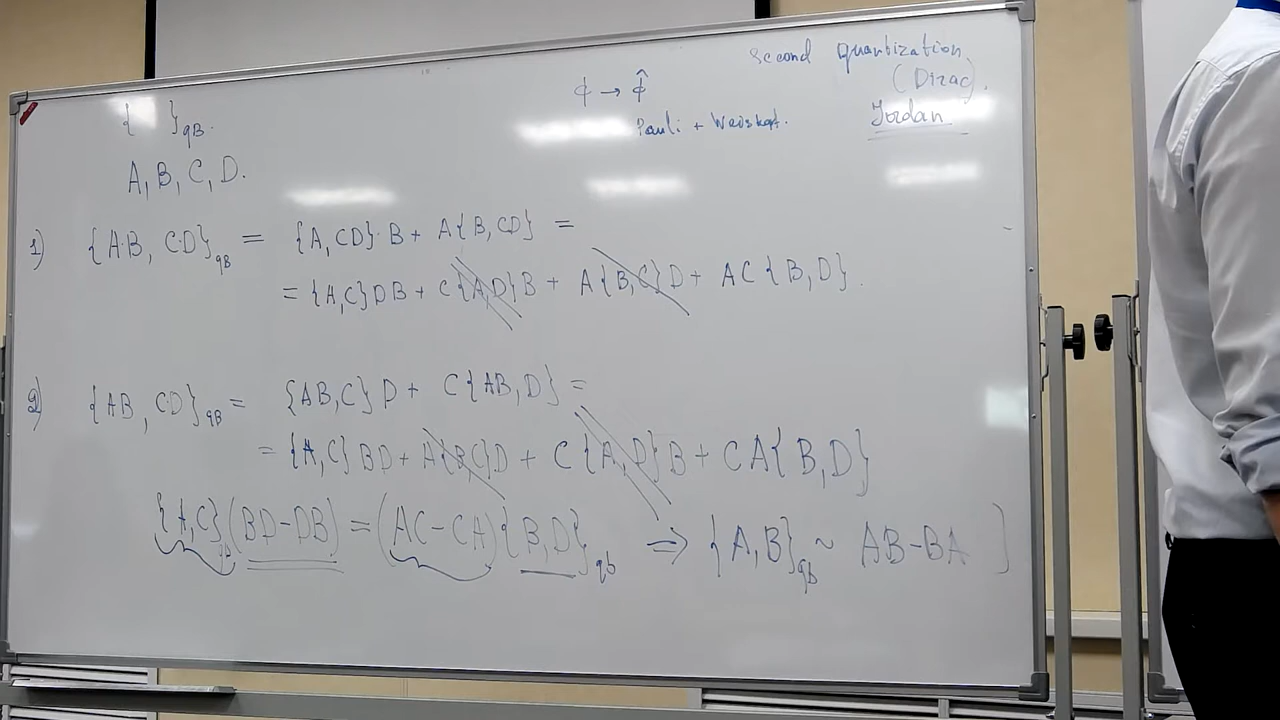 Second quantization
(Dirac).
ϕ → ϕ̂
Pauli + Weiskopf.
Jordan
{ }qB.
A, B, C, D.
1) {A·B, C·D}qB = {A, CD}·B + A{B, CD} =
= {A,C}DB + C{A,D}B + A{B,C}D + AC{B,D}.
2) {AB, CD}qB = {AB,C}D + C{AB,D} =
= {A,C}BD + A{B,C}D + C{A,D}B + CA{B,D}
{A,C}qb(BD-DB) = (AC-CA){B,D}qb ⇒ {A,B}qb ~ AB-BA ]